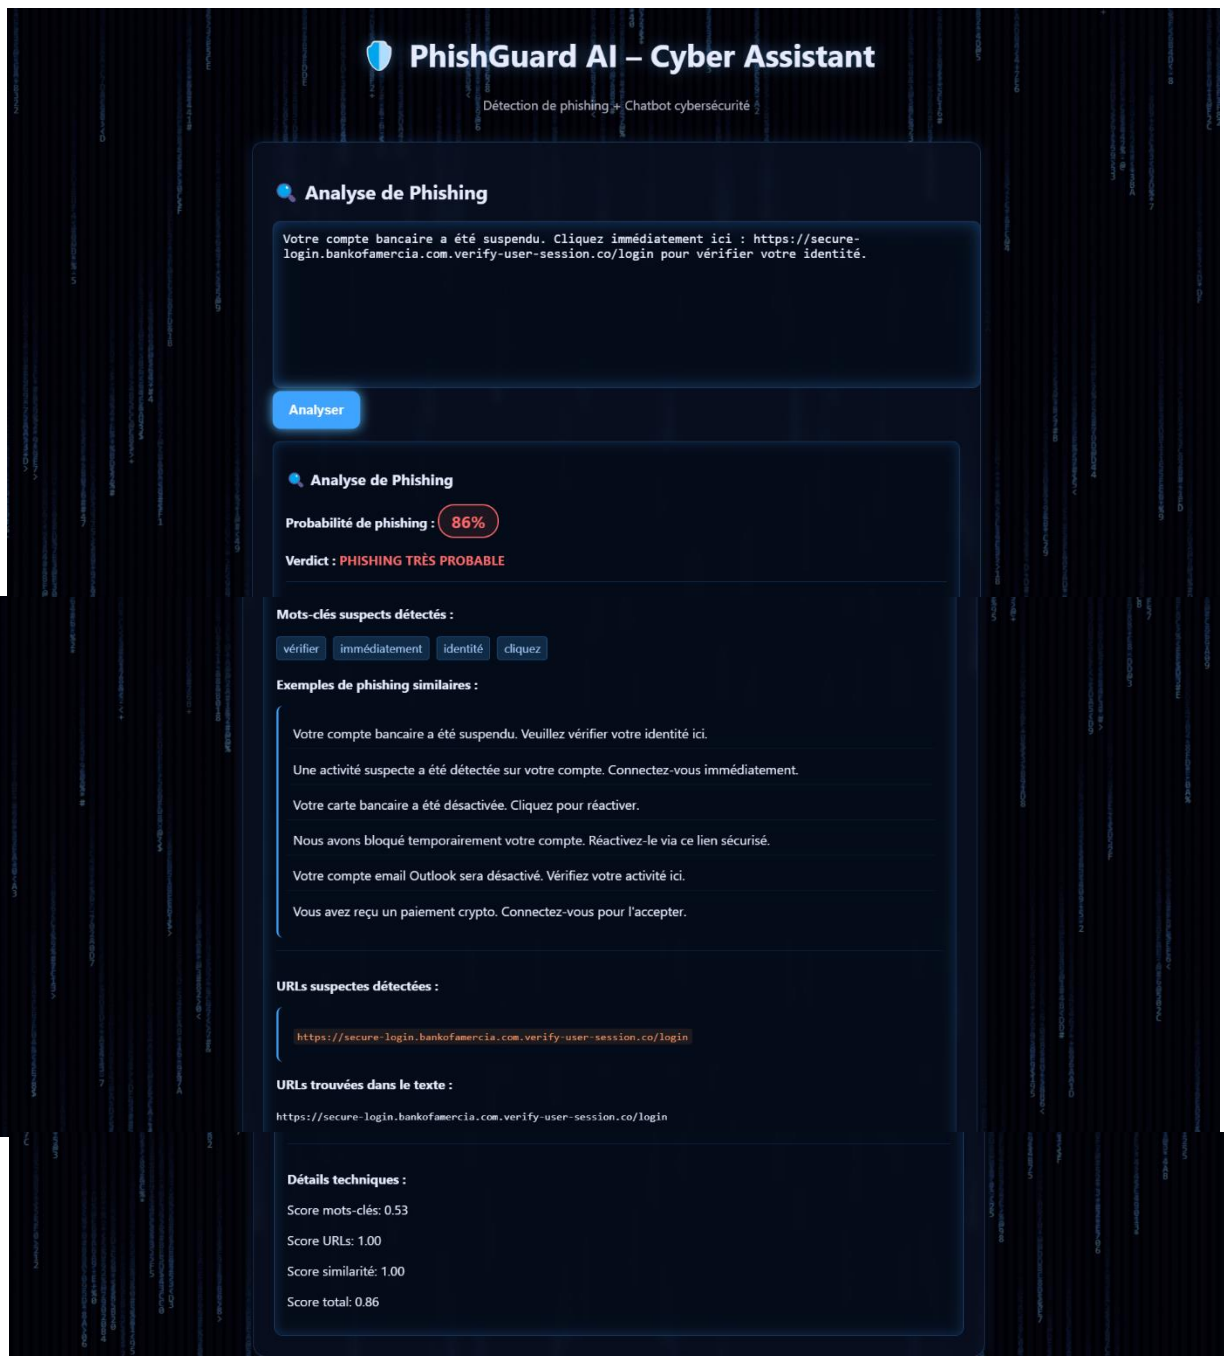 PhishGuard AI – Cyber Assistant
Détection de phishing + Chatbot cybersécurité
Analyse de Phishing
Votre compte bancaire a été suspendu. Cliquez immédiatement ici : https://secure-
login.bankofamercia.com.verify-user-session.co/login pour vérifier votre identité.
Analyser
Analyse de Phishing
Probabilité de phishing : 86%
Verdict : PHISHING TRÈS PROBABLE
Mots-clés suspects détectés :
vérifier immédiatement identité cliquez
Exemples de phishing similaires :
Votre compte bancaire a été suspendu. Veuillez vérifier votre identité ici.
Une activité suspecte a été détectée sur votre compte. Connectez-vous immédiatement.
Votre carte bancaire a été désactivée. Cliquez pour réactiver.
Nous avons bloqué temporairement votre compte. Réactivez-le via ce lien sécurisé.
Votre compte email Outlook sera désactivé. Vérifiez votre activité ici.
Vous avez reçu un paiement crypto. Connectez-vous pour l'accepter.
URLs suspectes détectées :
https://secure-login.bankofamercia.com.verify-user-session.co/login
URLs trouvées dans le texte :
https://secure-login.bankofamercia.com.verify-user-session.co/login
Détails techniques :
Score mots-clés: 0.53
Score URLs: 1.00
Score similarité: 1.00
Score total: 0.86